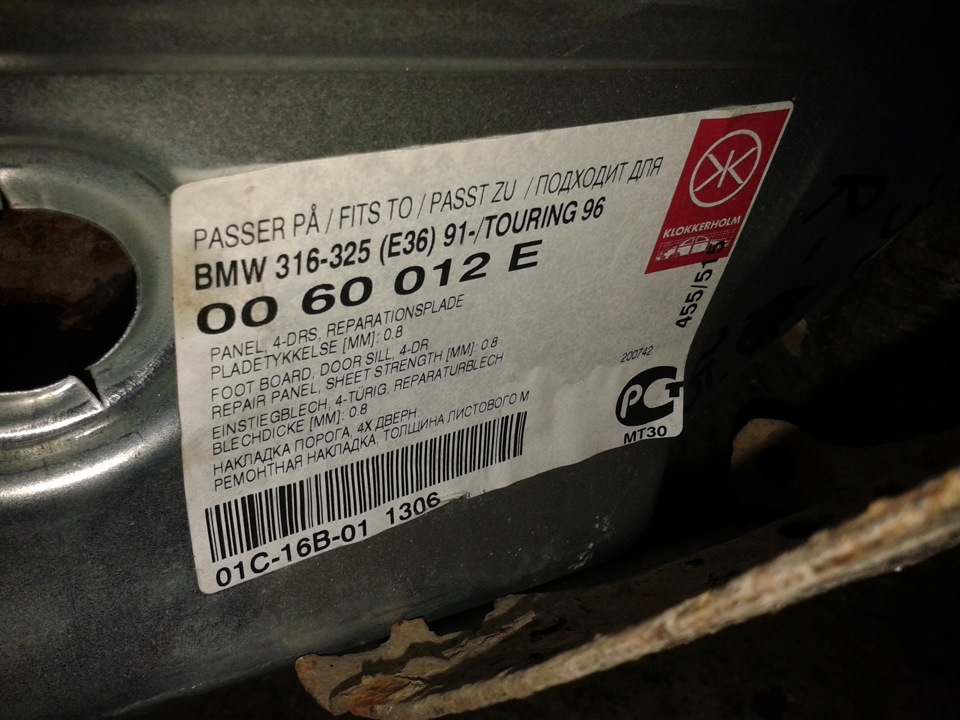 PASSER PÅ / FITS TO / PASST ZU / ПОДХОДИТ ДЛЯ
BMW 316-325 (E36) 91-/TOURING 96
00 60 012 E
PANEL, 4-DRS, REPARATIONSPLADE
PLADETYKKELSE [MM]: 0.8
FOOT BOARD, DOOR SILL, 4-DR
REPAIR PANEL, SHEET STRENGTH [MM]: 0.8
EINSTIEGBLECH, 4-TÜRIG, REPARATURBLECH
BLECHDICKE [MM]: 0.8
НАКЛАДКА ПОРОГА, 4Х ДВЕРН.
РЕМОНТНАЯ НАКЛАДКА, ТОЛЩИНА ЛИСТОВОГО М
01C-16B-01 1306
KLOKKERHOLM
455/515
200742
PCT
MT30